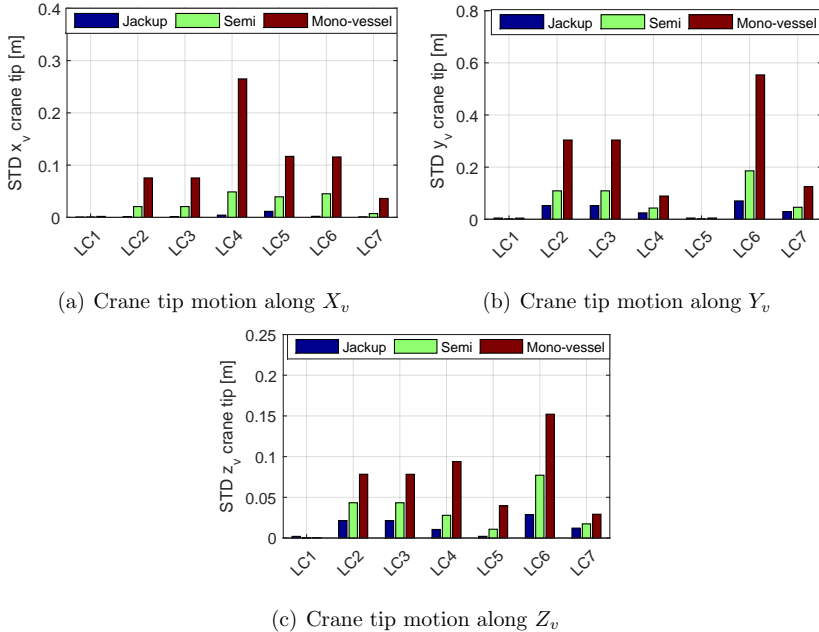 0.4
0.3
0.2
0.1
0
STD x_v crane tip [m]
Jackup Semi Mono-vessel
LC1 LC2 LC3 LC4 LC5 LC6 LC7
(a) Crane tip motion along X_v
0.8
0.6
0.4
0.2
0
STD y_v crane tip [m]
Jackup Semi Mono-vessel
LC1 LC2 LC3 LC4 LC5 LC6 LC7
(b) Crane tip motion along Y_v
0.25
0.2
0.15
0.1
0.05
0
STD z_v crane tip [m]
Jackup Semi Mono-vessel
LC1 LC2 LC3 LC4 LC5 LC6 LC7
(c) Crane tip motion along Z_v